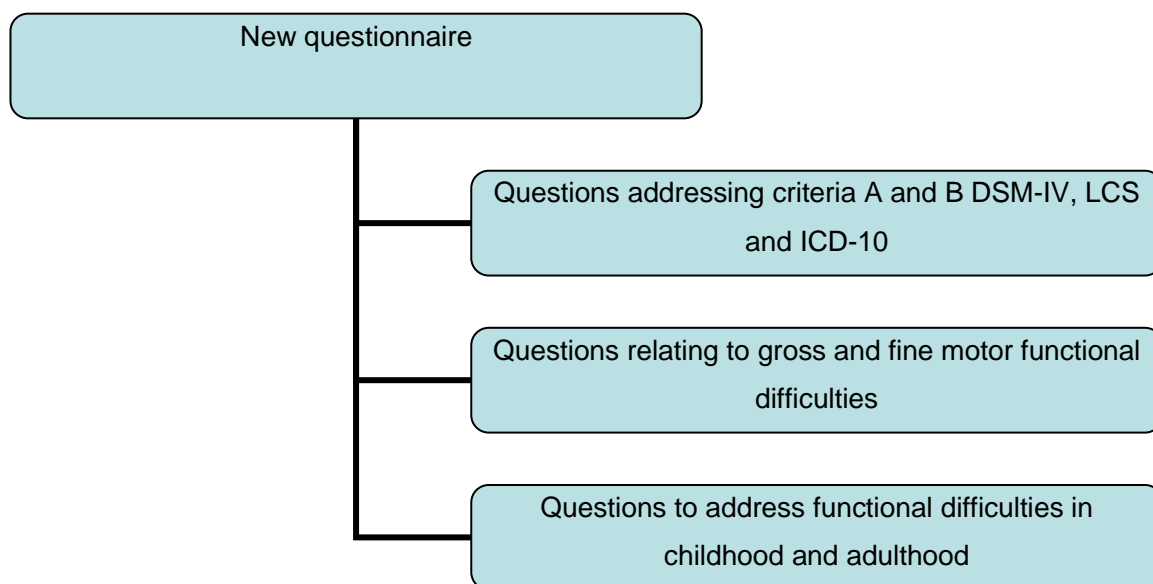 New questionnaire
Questions addressing criteria A and B DSM-IV, LCS
and ICD-10
Questions relating to gross and fine motor functional
difficulties
Questions to address functional difficulties in
childhood and adulthood